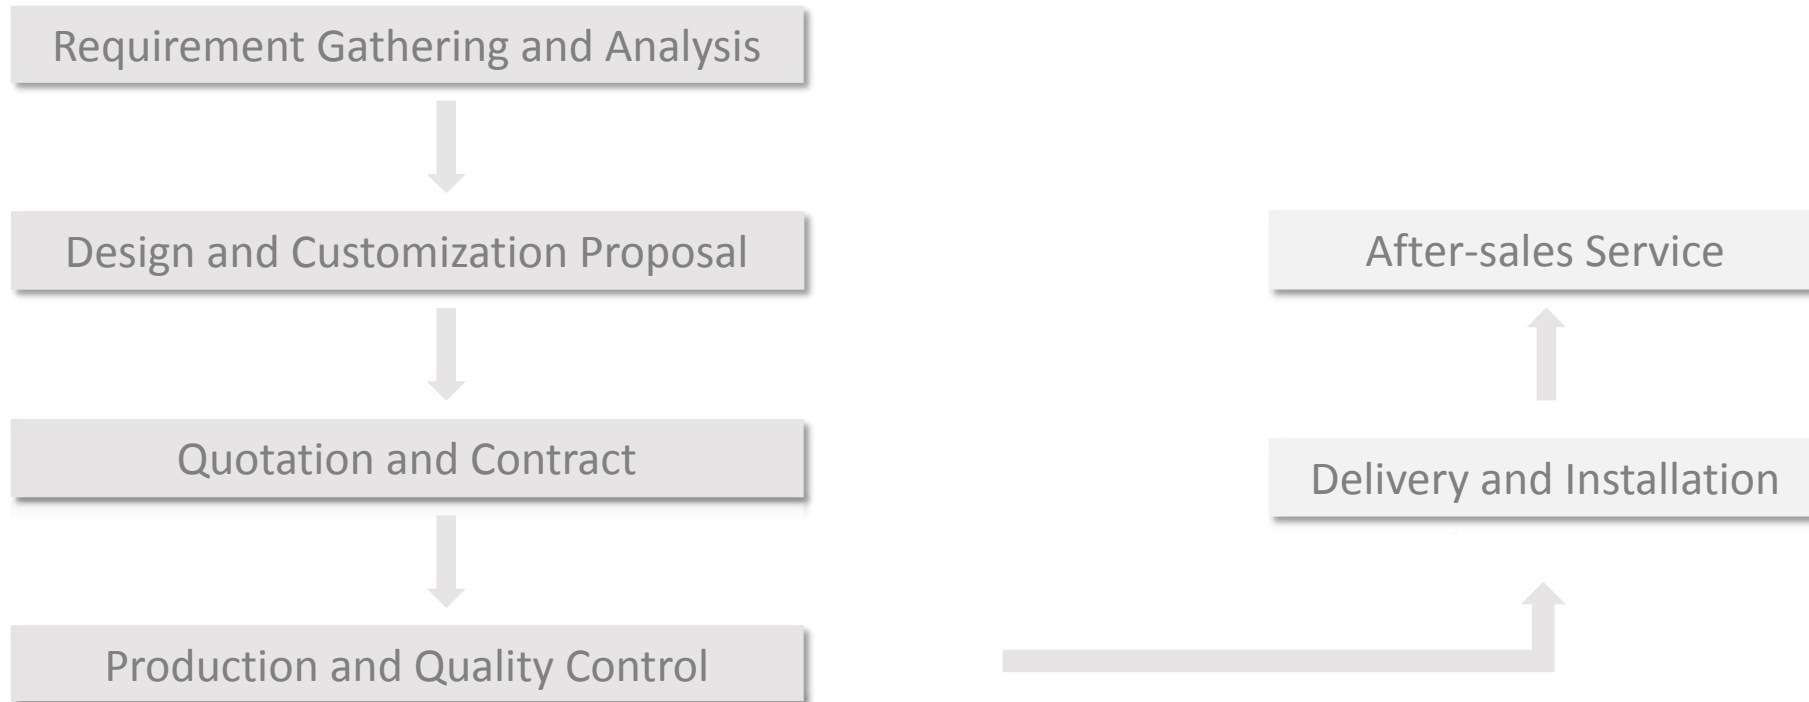 Requirement Gathering and Analysis
Design and Customization Proposal
Quotation and Contract
Production and Quality Control
Delivery and Installation
After-sales Service